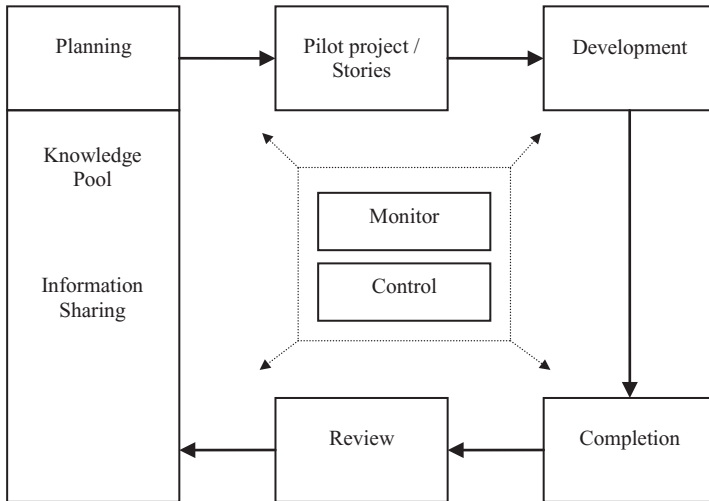 Planning
Pilot project /
Stories
Development
Knowledge
Pool
Monitor
Control
Information
Sharing
Review
Completion